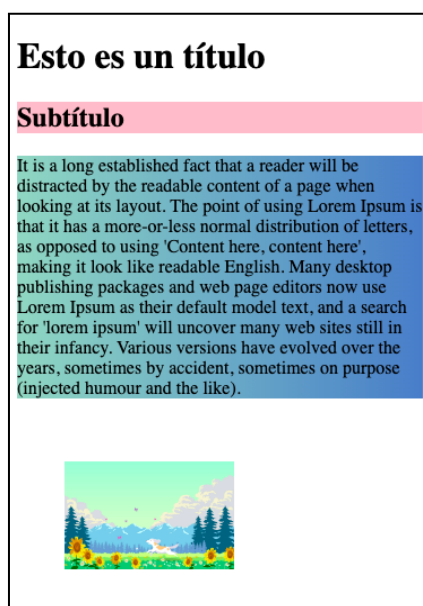 Esto es un título
Subtítulo
It is a long established fact that a reader will be
distracted by the readable content of a page when
looking at its layout. The point of using Lorem Ipsum is
that it has a more-or-less normal distribution of letters,
as opposed to using 'Content here, content here',
making it look like readable English. Many desktop
publishing packages and web page editors now use
Lorem Ipsum as their default model text, and a search
for 'lorem ipsum' will uncover many web sites still in
their infancy. Various versions have evolved over the
years, sometimes by accident, sometimes on purpose
(injected humour and the like).